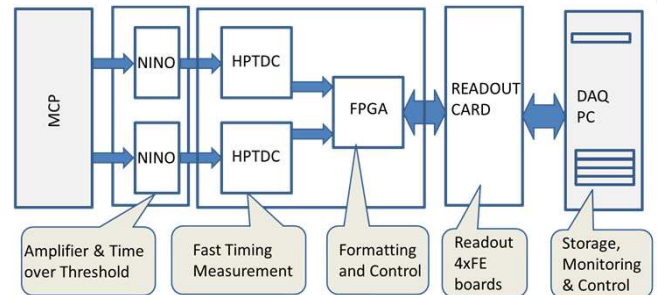 MCP
NINO
HPTDC
NINO
HPTDC
FPGA
READOUT
CARD
DAQ
PC
Amplifier & Time
over Threshold
Fast Timing
Measurement
Formatting
and Control
Readout
4xFE
boards
Storage,
Monitoring
& Control